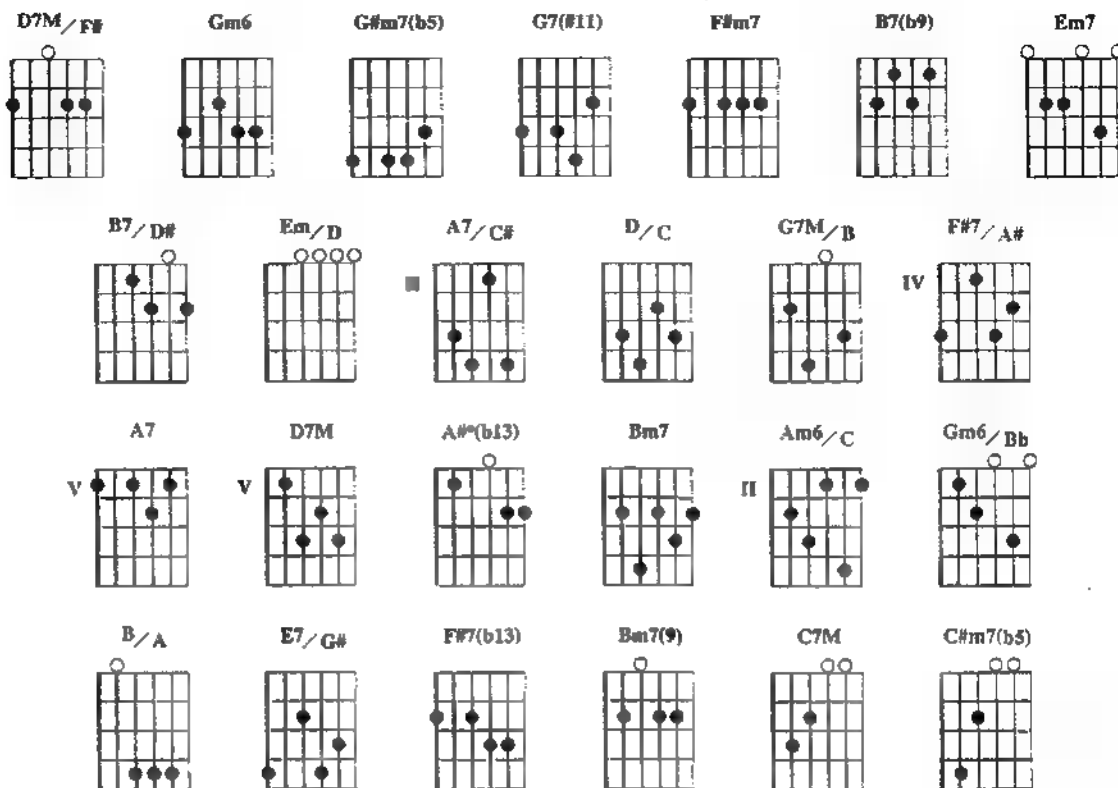 D7M/F# Gm6 G#m7(b5) G7(#11) F#m7 B7(b9) Em7
B7/D# Em/D A7/C# D/C G7M/B F#7/A#
IV
A7 D7M A#°(b13) Bm7 Am6/C Gm6/Bb
V V II
B/A E7/G# F#7(b13) Bm7(9) C7M C#m7(b5)